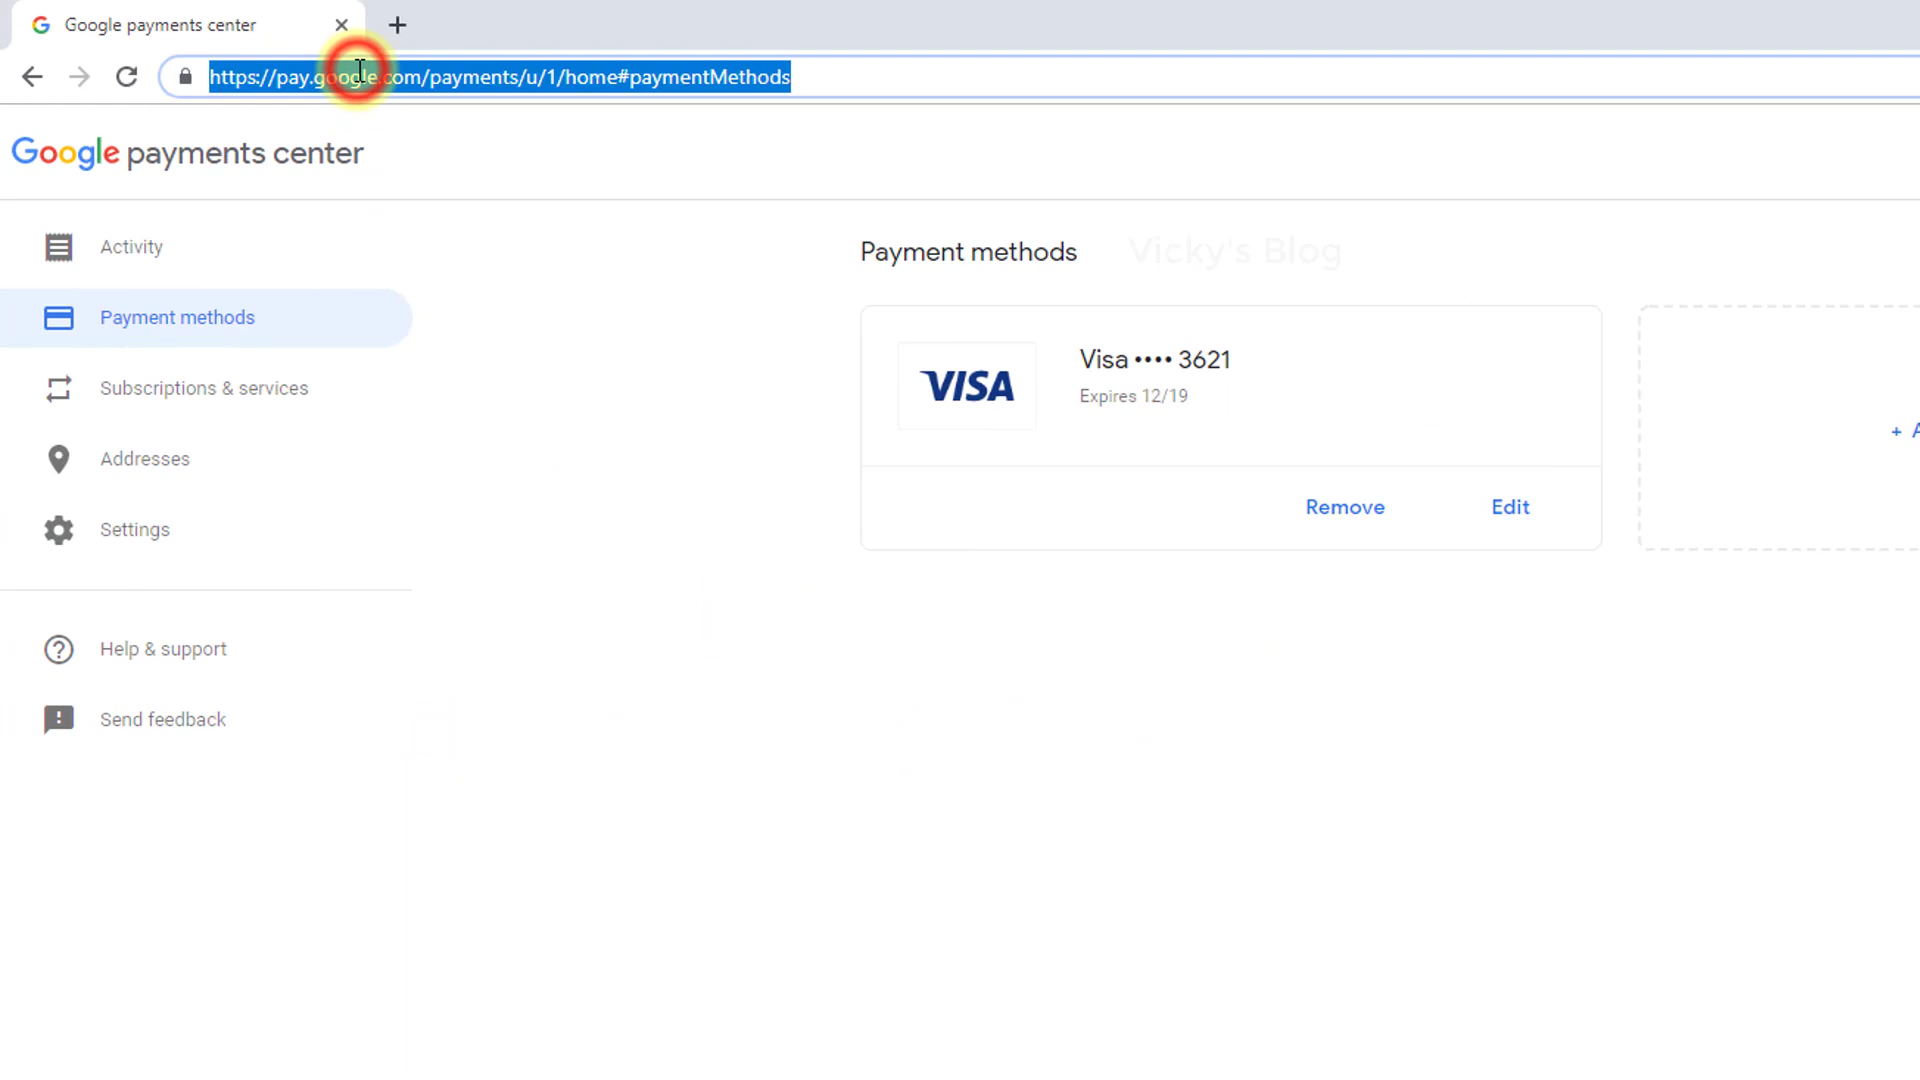 Google payments center
https://pay.google.com/payments/u/1/home#paymentMethods
Google payments center
Activity
Payment methods
Subscriptions & services
Addresses
Settings
Help & support
Send feedback
Payment methods
Vicky's Blog
VISA
Visa •••• 3621
Expires 12/19
Remove
Edit
+